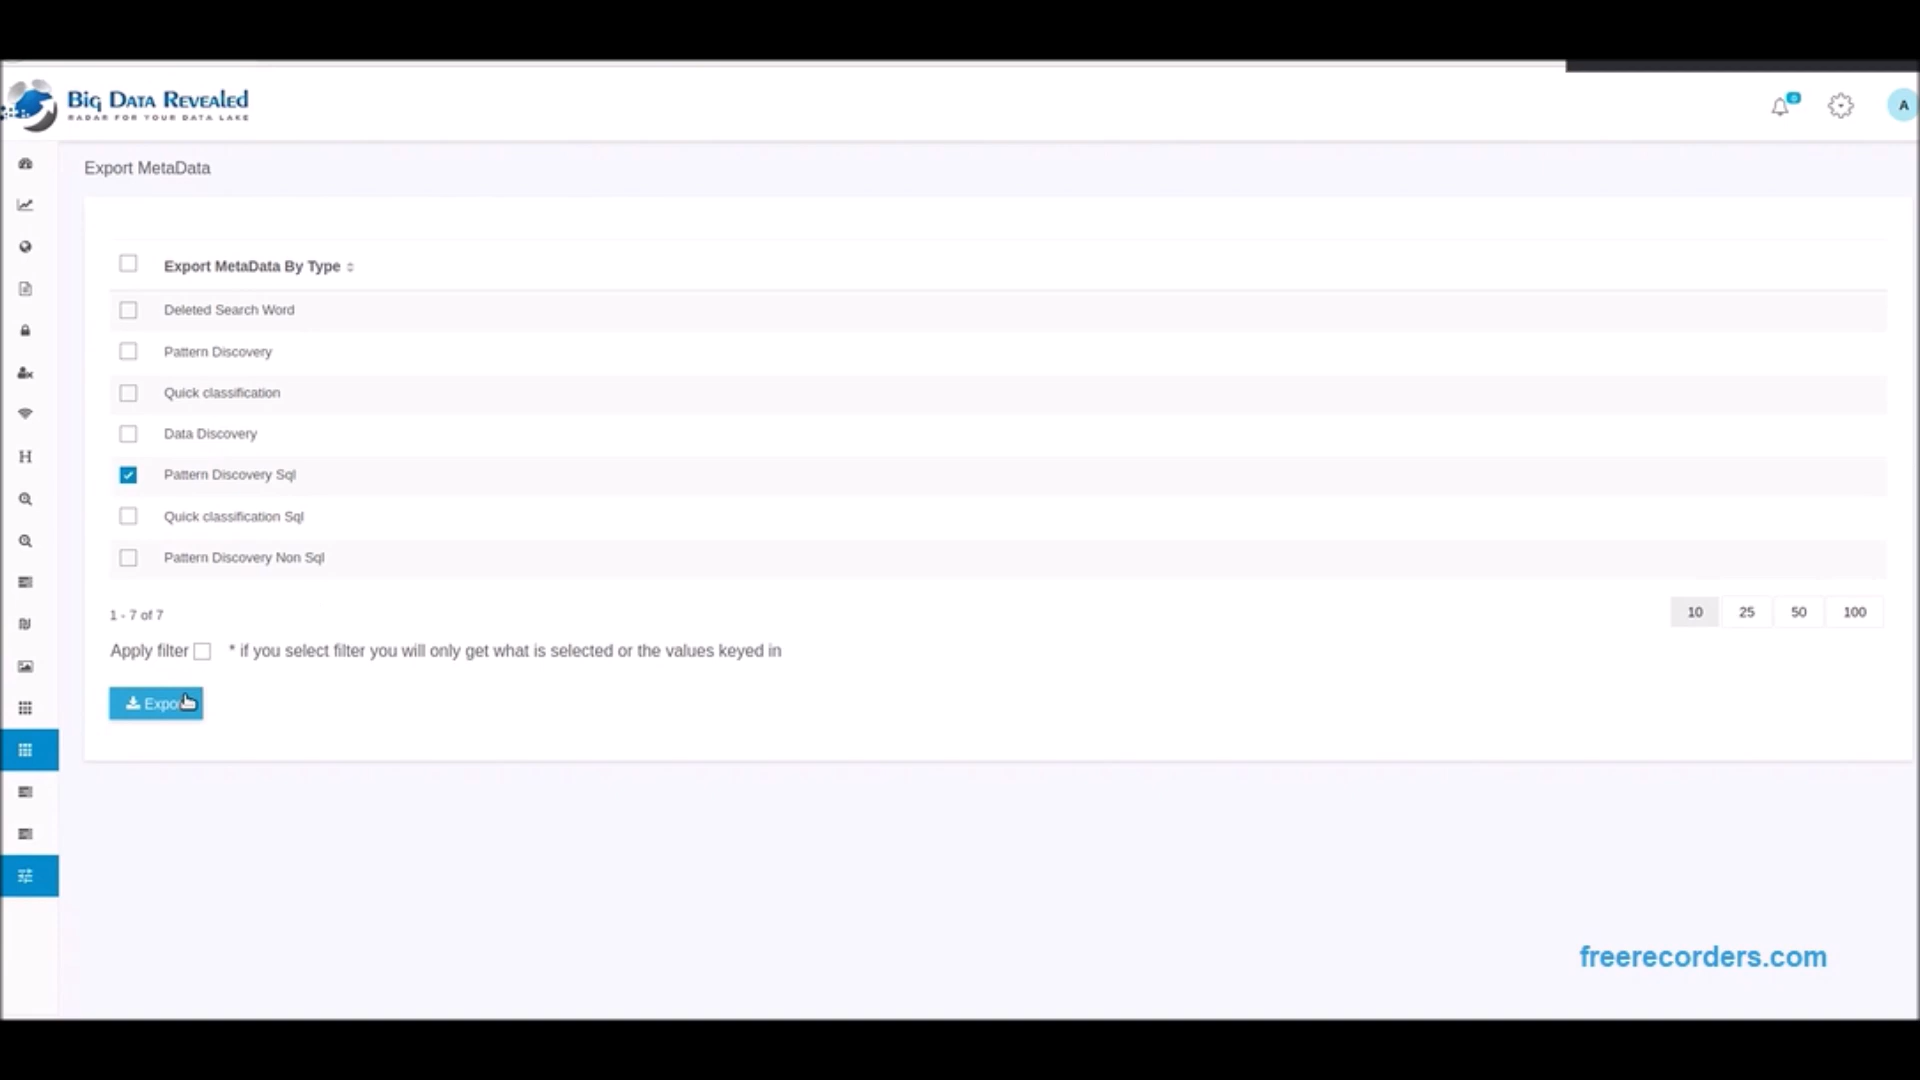 Big Data Revealed
RADAR FOR YOUR DATA LAKE
A
Export MetaData
Export MetaData By Type
Deleted Search Word
Pattern Discovery
Quick classification
Data Discovery
Pattern Discovery Sql
Quick classification Sql
Pattern Discovery Non Sql
1 - 7 of 7
10 25 50 100
Apply filter * if you select filter you will only get what is selected or the values keyed in
H
freerecorders.com